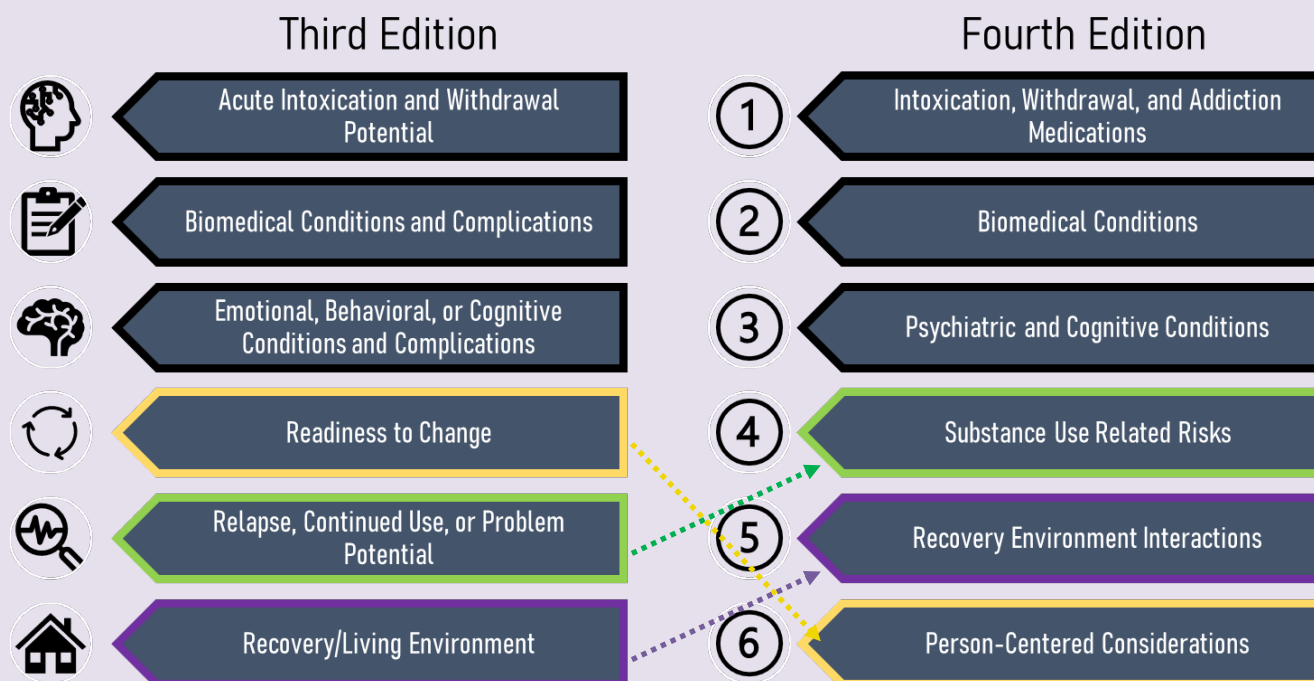 Third Edition
Fourth Edition
Acute Intoxication and Withdrawal
Potential
1
Intoxication, Withdrawal, and Addiction
Medications
Biomedical Conditions and Complications
2
Biomedical Conditions
Emotional, Behavioral, or Cognitive
Conditions and Complications
3
Psychiatric and Cognitive Conditions
Readiness to Change
4
Substance Use Related Risks
Relapse, Continued Use, or Problem
Potential
5
Recovery Environment Interactions
Recovery/Living Environment
6
Person-Centered Considerations